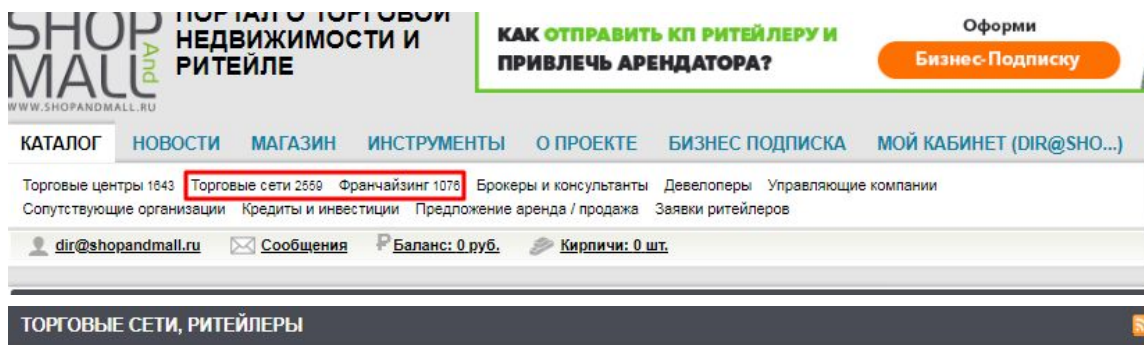 SHOP And MALL
WWW.SHOPANDMALL.RU
ПОРТАЛ О ТОРГОВОЙ
НЕДВИЖИМОСТИ И
РИТЕЙЛЕ
КАК ОТПРАВИТЬ КП РИТЕЙЛЕРУ И
ПРИВЛЕЧЬ АРЕНДАТОРА?
Оформи
Бизнес-Подписку
КАТАЛОГ НОВОСТИ МАГАЗИН ИНСТРУМЕНТЫ О ПРОЕКТЕ БИЗНЕС ПОДПИСКА МОЙ КАБИНЕТ (DIR@SHO...)
Торговые центры 1643 Торговые сети 2559 Франчайзинг 1076 Брокеры и консультанты Девелоперы Управляющие компании
Сопутствующие организации Кредиты и инвестиции Предложение аренда / продажа Заявки ритейлеров
dir@shopandmall.ru Сообщения Баланс: 0 руб. Кирпичи: 0 шт.
ТОРГОВЫЕ СЕТИ, РИТЕЙЛЕРЫ